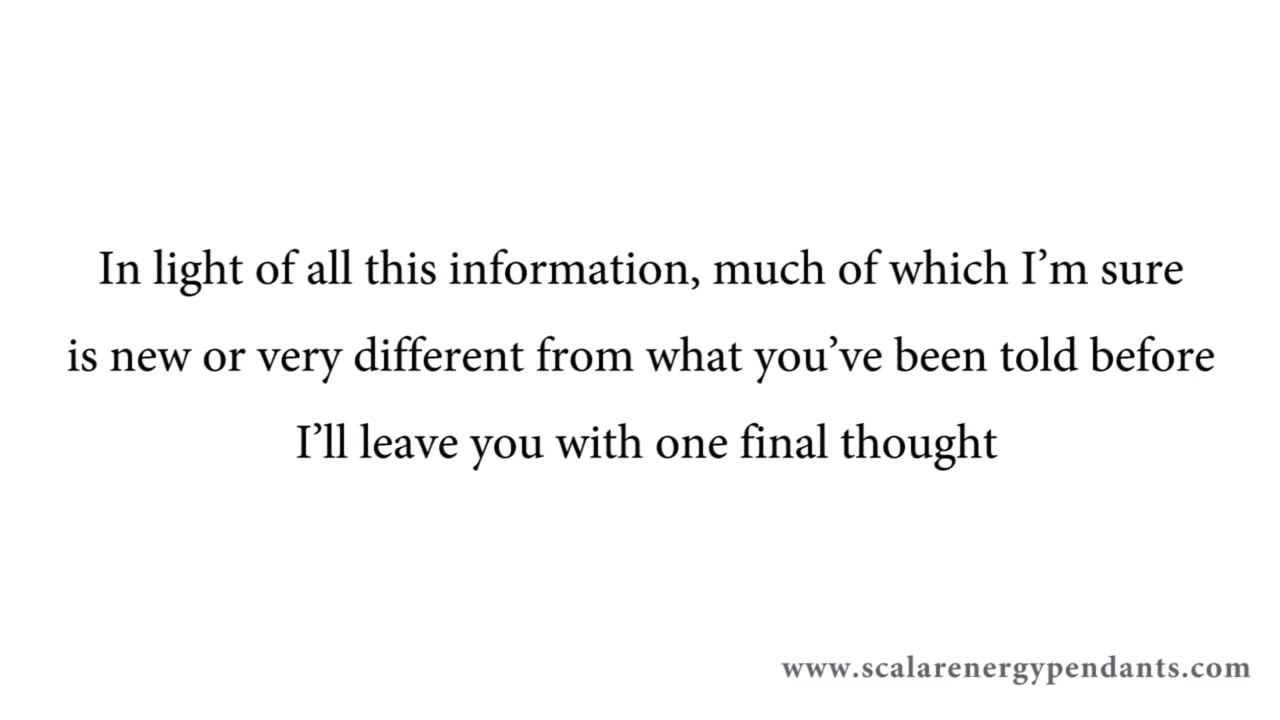 In light of all this information, much of which I’m sure
is new or very different from what you’ve been told before
I’ll leave you with one final thought
www.scalarenergypendants.com